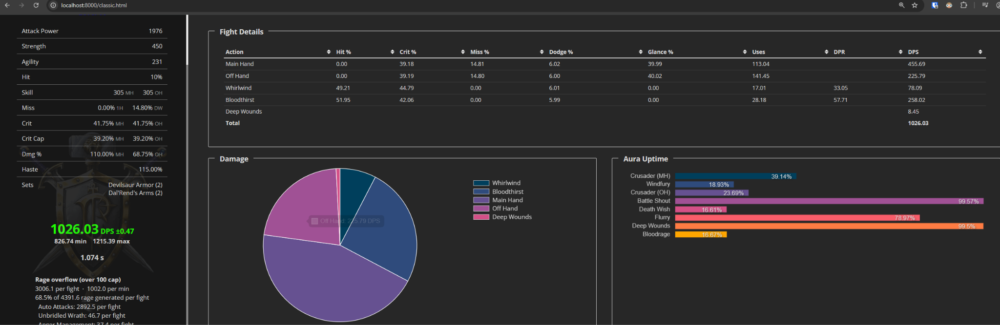 localhost:8000/classic.html
Attack Power 1976
Strength 450
Agility 231
Hit 10%
Skill 305 MH 305 OH
Miss 0.00% 1H 14.80% DW
Crit 41.75% MH 41.75% OH
Crit Cap 39.20% MH 39.20% OH
Dmg % 110.00% MH 68.75% OH
Haste 115.00%
Sets Devilsaur Armor (2)
Dal'Rend's Arms (2)
1026.03 DPS ±0.47
826.74 min 1215.39 max
1.074 s
Rage overflow (over 100 cap)
3006.1 per fight · 1002.0 per min
68.5% of 4391.6 rage generated per fight
Auto Attacks: 2892.5 per fight
Unbridled Wrath: 46.7 per fight
Anger Management: 37.4 per fight
Fight Details
Action Hit % Crit % Miss % Dodge % Glance % Uses DPR DPS
Main Hand 0.00 39.18 14.81 6.02 39.99 113.04 455.69
Off Hand 0.00 39.19 14.80 6.00 40.02 141.45 225.79
Whirlwind 49.21 44.79 0.00 6.01 0.00 17.01 33.05 78.09
Bloodthirst 51.95 42.06 0.00 5.99 0.00 28.18 57.71 258.02
Deep Wounds 8.45
Total 1026.03
Damage
Off Hand: 225.79 DPS
Whirlwind
Bloodthirst
Main Hand
Off Hand
Deep Wounds
Aura Uptime
Crusader (MH) 39.14%
Windfury 18.93%
Crusader (OH) 23.69%
Battle Shout 99.57%
Death Wish 16.61%
Flurry 78.97%
Deep Wounds 99.5%
Bloodrage 16.67%